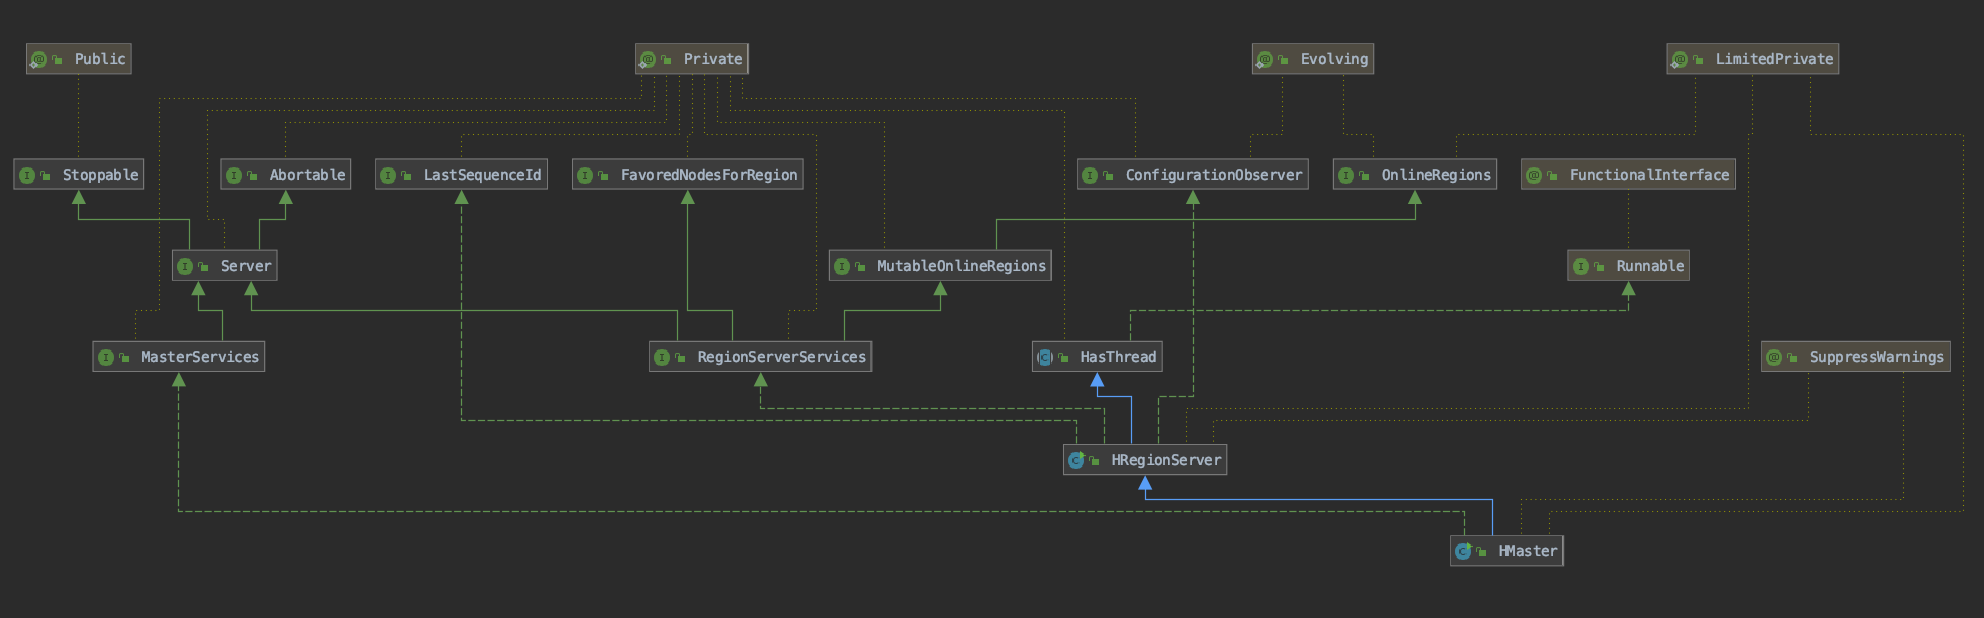 Public
Private
Evolving
LimitedPrivate
Stoppable
Abortable
LastSequenceId
FavoredNodesForRegion
ConfigurationObserver
OnlineRegions
FunctionalInterface
Server
MutableOnlineRegions
Runnable
MasterServices
RegionServerServices
HasThread
SuppressWarnings
HRegionServer
HMaster